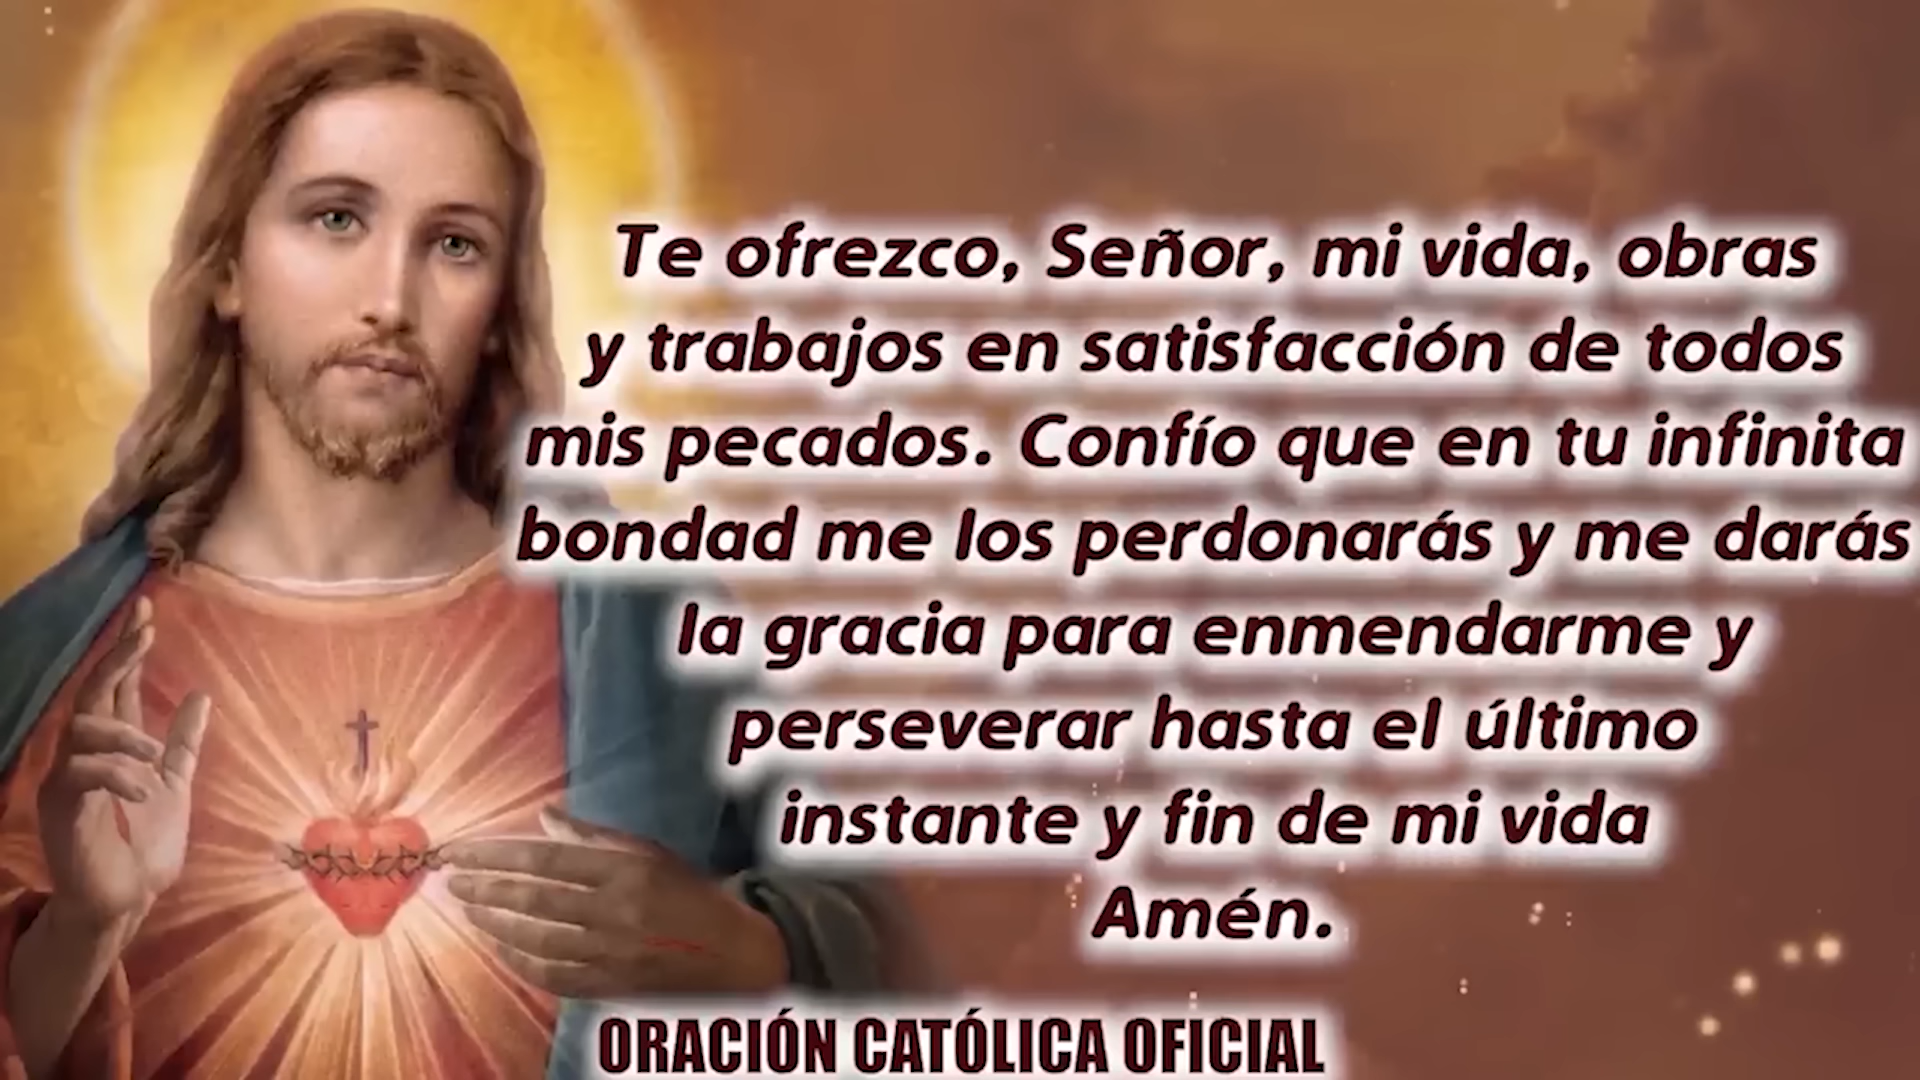 Te ofrezco, Señor, mi vida, obras
y trabajos en satisfacción de todos
mis pecados. Confío que en tu infinita
bondad me los perdonarás y me darás
la gracia para enmendarme y
perseverar hasta el último
instante y fin de mi vida
Amén.
ORACIÓN CATÓLICA OFICIAL